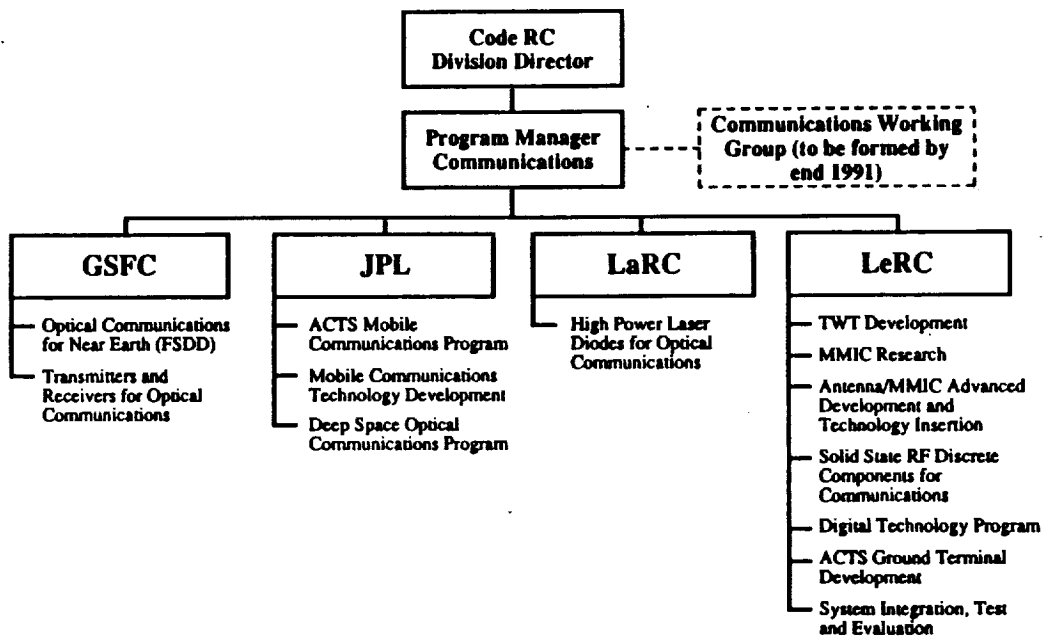 Code RC
Division Director
Program Manager
Communications
Communications Working
Group (to be formed by
end 1991)
GSFC
Optical Communications
for Near Earth (FSDD)
Transmitters and
Receivers for Optical
Communications
JPL
ACTS Mobile
Communications Program
Mobile Communications
Technology Development
Deep Space Optical
Communications Program
LaRC
High Power Laser
Diodes for Optical
Communications
LeRC
TWT Development
MMIC Research
Antenna/MMIC Advanced
Development and
Technology Insertion
Solid State RF Discrete
Components for
Communications
Digital Technology Program
ACTS Ground Terminal
Development
System Integration, Test
and Evaluation